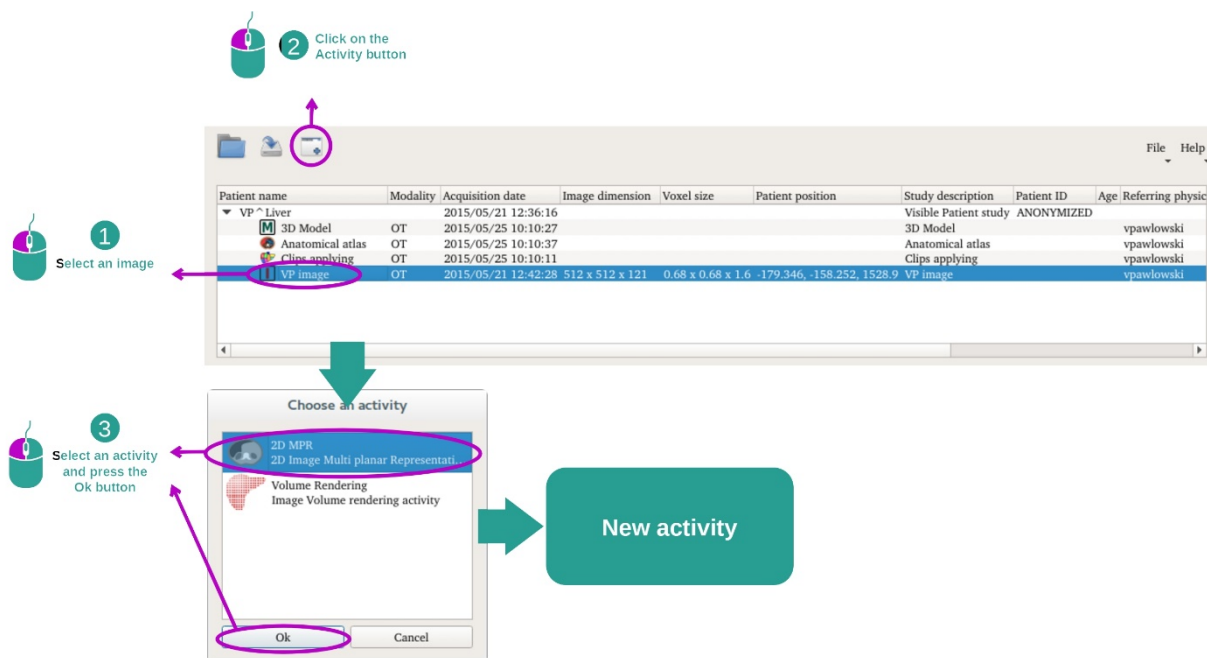 2 Click on the
Activity button
File Help
Patient name Modality Acquisition date Image dimension Voxel size Patient position Study description Patient ID Age Referring physic
VP^Liver 2015/05/21 12:36:16 Visible Patient study ANONYMIZED
M 3D Model OT 2015/05/25 10:10:27 3D Model vpawlowski
Anatomical atlas OT 2015/05/25 10:10:37 Anatomical atlas vpawlowski
Clips applying OT 2015/05/25 10:10:11 Clips applying vpawlowski
VP image OT 2015/05/21 12:42:28 512 x 512 x 121 0.68 x 0.68 x 1.6 -179.346, -158.252, 1528.9 VP image vpawlowski
1
Select an image
Choose an activity
3
Select an activity
and press the
Ok button
2D MPR
2D Image Multi planar Representati..
Volume Rendering
Image Volume rendering activity
Ok Cancel
New activity